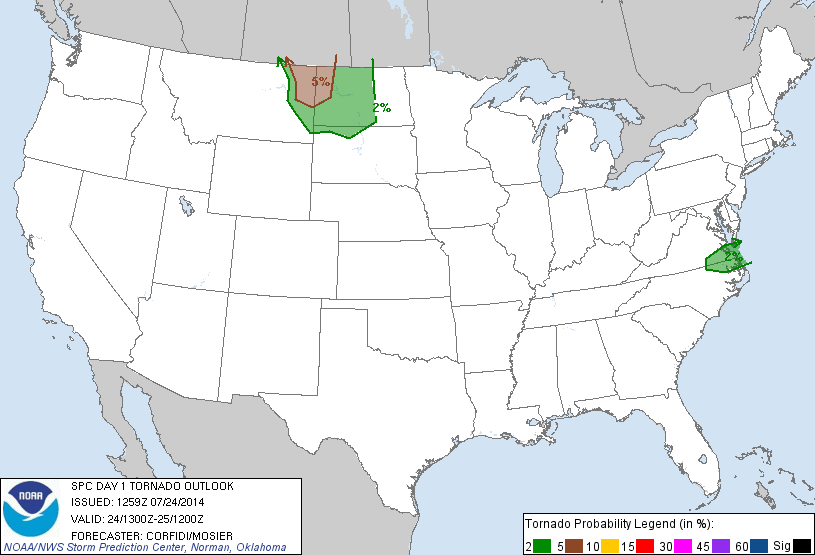 5%
2%
2%
NOAA
SPC DAY 1 TORNADO OUTLOOK
ISSUED: 1259Z 07/24/2014
VALID: 24/1300Z-25/1200Z
FORECASTER: CORFIDI/MOSIER
NOAA/NWS Storm Prediction Center, Norman, Oklahoma
Tornado Probability Legend (in %):
2 5 10 15 30 45 60 Sig